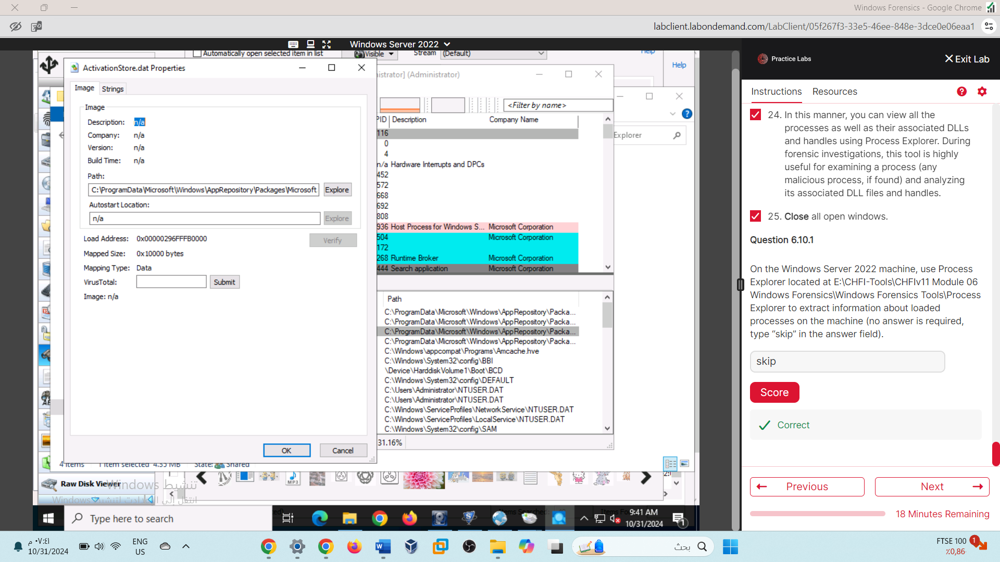 Windows Forensics - Google Chrome
labclient.labondemand.com/LabClient/05f267f3-33e5-46ee-848e-3dce0e06eaa1
Windows Server 2022
Automatically open selected item in list
Visible
Stream
(Default)
Help
Help
ActivationStore.dat Properties
Image
Strings
Image
Description: n/a
Company: n/a
Version: n/a
Build Time: n/a
Path:
C:\ProgramData\Microsoft\Windows\AppRepository\Packages\Microsoft
Explore
Autostart Location:
n/a
Explore
Load Address: 0x00000296FFFB0000
Verify
Mapped Size: 0x10000 bytes
Mapping Type: Data
VirusTotal:
Submit
Image: n/a
OK
Cancel
istrator] (Administrator)
<Filter by name>
PID Description Company Name
116
0
4
n/a Hardware Interrupts and DPCs
452
572
668
692
808
936 Host Process for Windows S... Microsoft Corporation
504 Microsoft Corporation
172
268 Runtime Broker Microsoft Corporation
444 Search application Microsoft Corporation
Path
C:\ProgramData\Microsoft\Windows\AppRepository\Packa...
C:\ProgramData\Microsoft\Windows\AppRepository\Packa...
C:\ProgramData\Microsoft\Windows\AppRepository\Packa...
C:\ProgramData\Microsoft\Windows\AppRepository\Packa...
C:\Windows\appcompat\Programs\Amcache.hve
C:\Windows\System32\config\BBI
\Device\HarddiskVolume1\Boot\BCD
C:\Windows\System32\config\DEFAULT
C:\Users\Administrator\NTUSER.DAT
C:\Users\Administrator\NTUSER.DAT
C:\Windows\ServiceProfiles\NetworkService\NTUSER.DAT
C:\Windows\ServiceProfiles\LocalService\NTUSER.DAT
C:\Windows\System32\config\SAM
31.16%
Explorer
4 items 1 item selected 4.35 MB State: Shared
Raw Disk Viewer
MP3
تنشيط Windows
انتقل إلى الإعدادات لتنشيط Windows
Type here to search
9:41 AM
10/31/2024
1
Practice Labs
Exit Lab
Instructions
Resources
24. In this manner, you can view all the
processes as well as their associated DLLs
and handles using Process Explorer. During
forensic investigations, this tool is highly
useful for examining a process (any
malicious process, if found) and analyzing
its associated DLL files and handles.
25. Close all open windows.
Question 6.10.1
On the Windows Server 2022 machine, use Process
Explorer located at E:\CHFI-Tools\CHFIv11 Module 06
Windows Forensics\Windows Forensics Tools\Process
Explorer to extract information about loaded
processes on the machine (no answer is required,
type “skip” in the answer field).
skip
Score
Correct
Previous
Next
18 Minutes Remaining
٠٧:٤١ م
10/31/2024
ENG
US
بحث
FTSE 100
1
٪0,86-